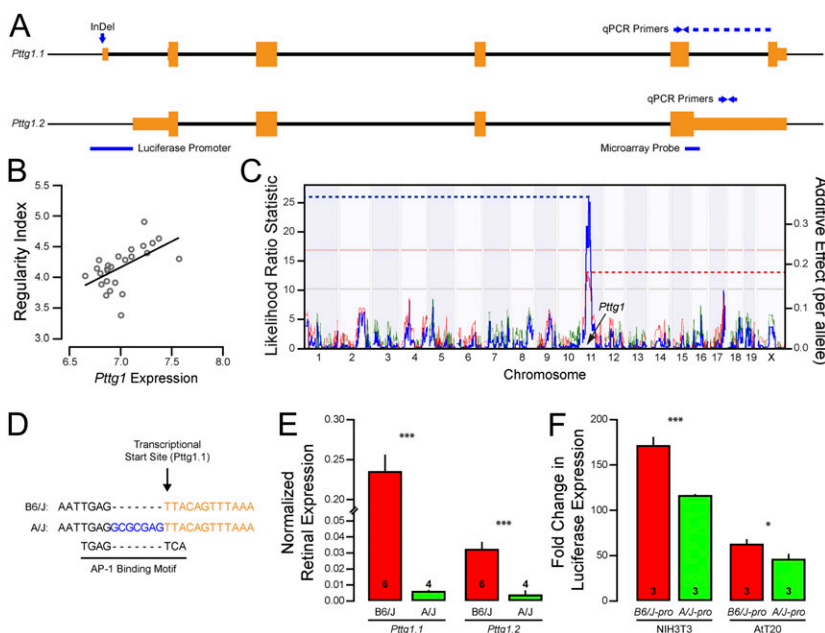 A
InDel
qPCR Primers
Pttg1.1
qPCR Primers
Pttg1.2
Luciferase Promoter
Microarray Probe
B
Regularity Index
5.0
4.5
4.0
3.5
3.0
6.5 7.0 7.5 8.0
Pttg1 Expression
C
Likelihood Ratio Statistic
25
20
15
10
5
0
Pttg1
1 2 3 4 5 6 7 8 9 10 11 12 13 14 15 16 17 18 19 X
Chromosome
0.3
0.2
0.1
0.0
Additive Effect (per allele)
D
Transcriptional
Start Site (Pttg1.1)
B6/J: AATTGAG-------TTACAGTTTAAA
A/J: AATTGAGGCGCGAGTTACAGTTTAAA
TGAG-------TCA
AP-1 Binding Motif
E
Normalized
Retinal Expression
0.30
0.25
0.20
0.05
0.04
0.03
0.02
0.01
0.00
***
***
6 4 6 4
B6/J A/J B6/J A/J
Pttg1.1 Pttg1.2
F
Fold Change in
Luciferase Expression
200
150
100
50
0
***
*
3 3 3 3
B6/J-pro A/J-pro B6/J-pro A/J-pro
NIH3T3 AtT20